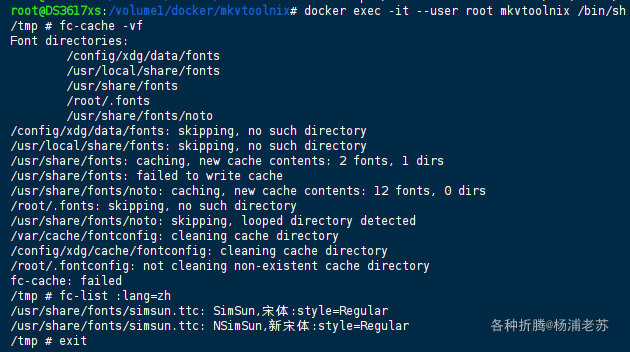 root@DS3617xs:/volume1/docker/mkvtoolnix# docker exec -it --user root mkvtoolnix /bin/sh
/tmp # fc-cache -vf
Font directories:
        /config/xdg/data/fonts
        /usr/local/share/fonts
        /usr/share/fonts
        /root/.fonts
        /usr/share/fonts/noto
/config/xdg/data/fonts: skipping, no such directory
/usr/local/share/fonts: skipping, no such directory
/usr/share/fonts: caching, new cache contents: 2 fonts, 1 dirs
/usr/share/fonts: failed to write cache
/usr/share/fonts/noto: caching, new cache contents: 12 fonts, 0 dirs
/root/.fonts: skipping, no such directory
/usr/share/fonts/noto: skipping, looped directory detected
/var/cache/fontconfig: cleaning cache directory
/config/xdg/cache/fontconfig: cleaning cache directory
/root/.fontconfig: not cleaning non-existent cache directory
fc-cache: failed
/tmp # fc-list :lang=zh
/usr/share/fonts/simsun.ttc: SimSun,宋体:style=Regular
/usr/share/fonts/simsun.ttc: NSimSun,新宋体:style=Regular
/tmp # exit
各种折腾@杨浦老苏